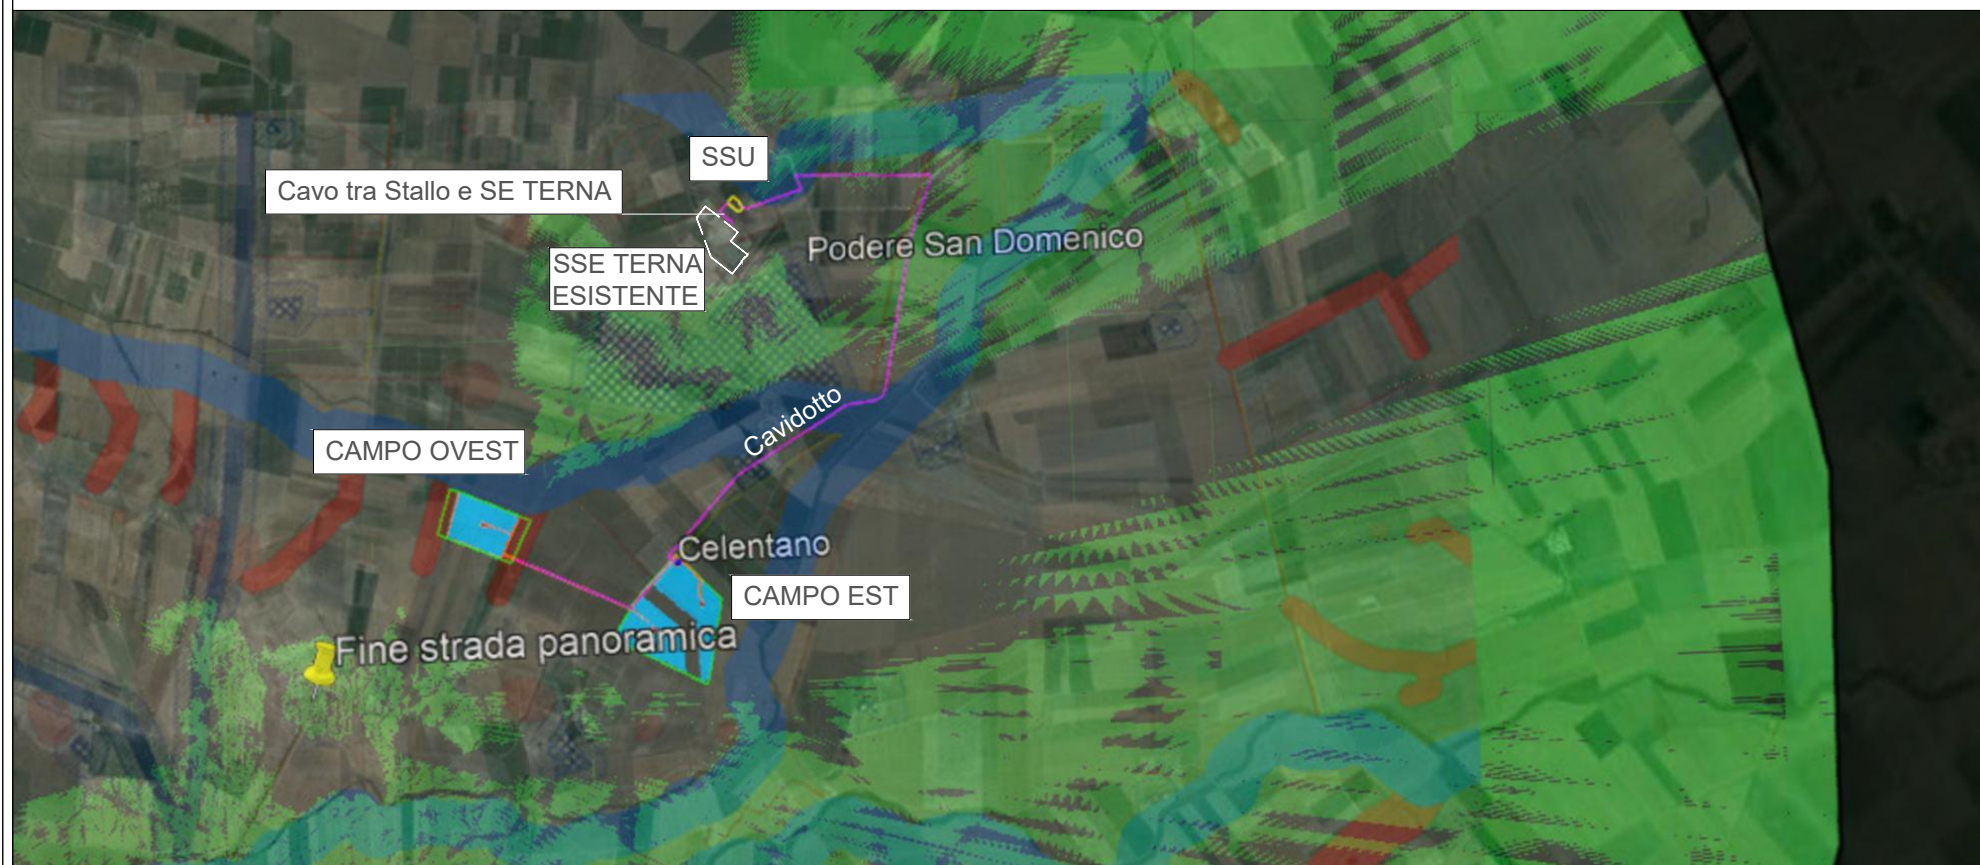 SSU
Cavo tra Stallo e SE TERNA
Podere San Domenico
SSE TERNA
ESISTENTE
Cavidotto
CAMPO OVEST
Celentano
CAMPO EST
Fine strada panoramica